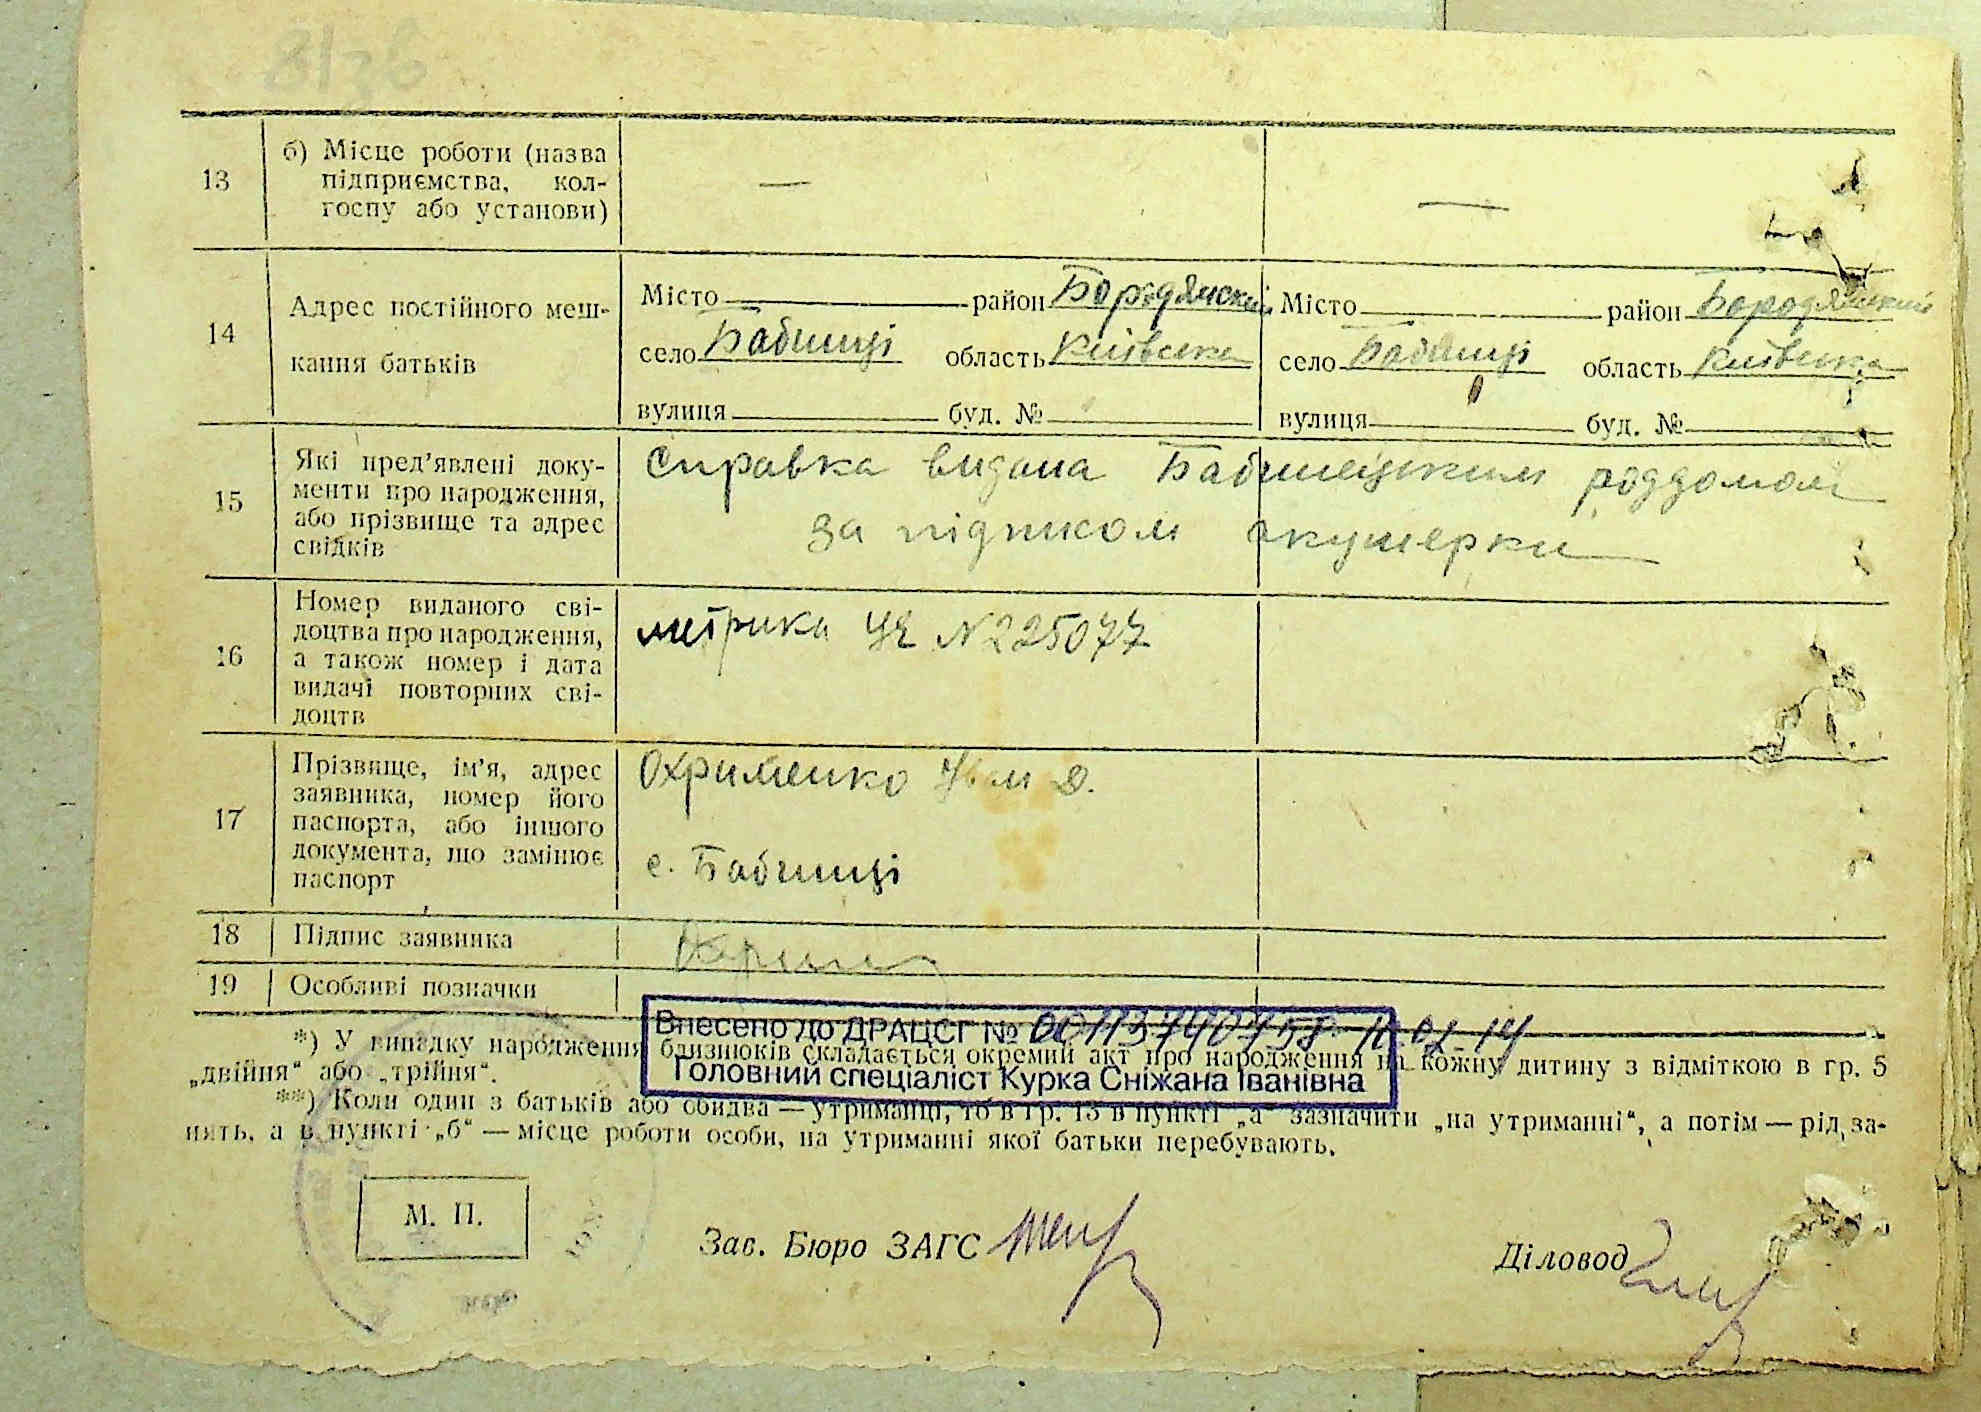 13
б) Місце роботи (назва
підприємства, кол-
госпу або установи)
—
—
14
Адрес постійного меш-
кання батьків
Місто район Бородянский
село Бабинці область Київська
вулиця буд. №
Місто район Бородянский
село Бабинці область Київська
вулиця буд. №
15
Які пред’явлені доку-
менти про народження,
або прізвище та адрес
свідків
Справка видана Бабинецьким роддомом
за підписом акушерки
16
Номер виданого сві-
доцтва про народження,
а також номер і дата
видачі повторних сві-
доцтв
метрика N 225077
17
Прізвище, ім’я, адрес
заявника, номер його
паспорта, або іншого
документа, що замінює
паспорт
Охрименко Д.
с. Бабинці
18
Підпис заявника
19
Особливі позначки
Внесено до ДРАЦСГ №
Головний спеціаліст Курка Сніжана Іванівна
*) У випадку народження близнюків складається окремий акт про народження на кожну дитину з відміткою в гр. 5
„двійня“ або „трійня“.
**) Коли один з батьків або обидва — утриманці, то в гр. 13 в пункті „а“ зазначити „на утриманні“, а потім — рід за-
нять, а в пункті „б“ — місце роботи особи, на утриманні якої батьки перебувають.
М. П.
Зав. Бюро ЗАГС
Діловод